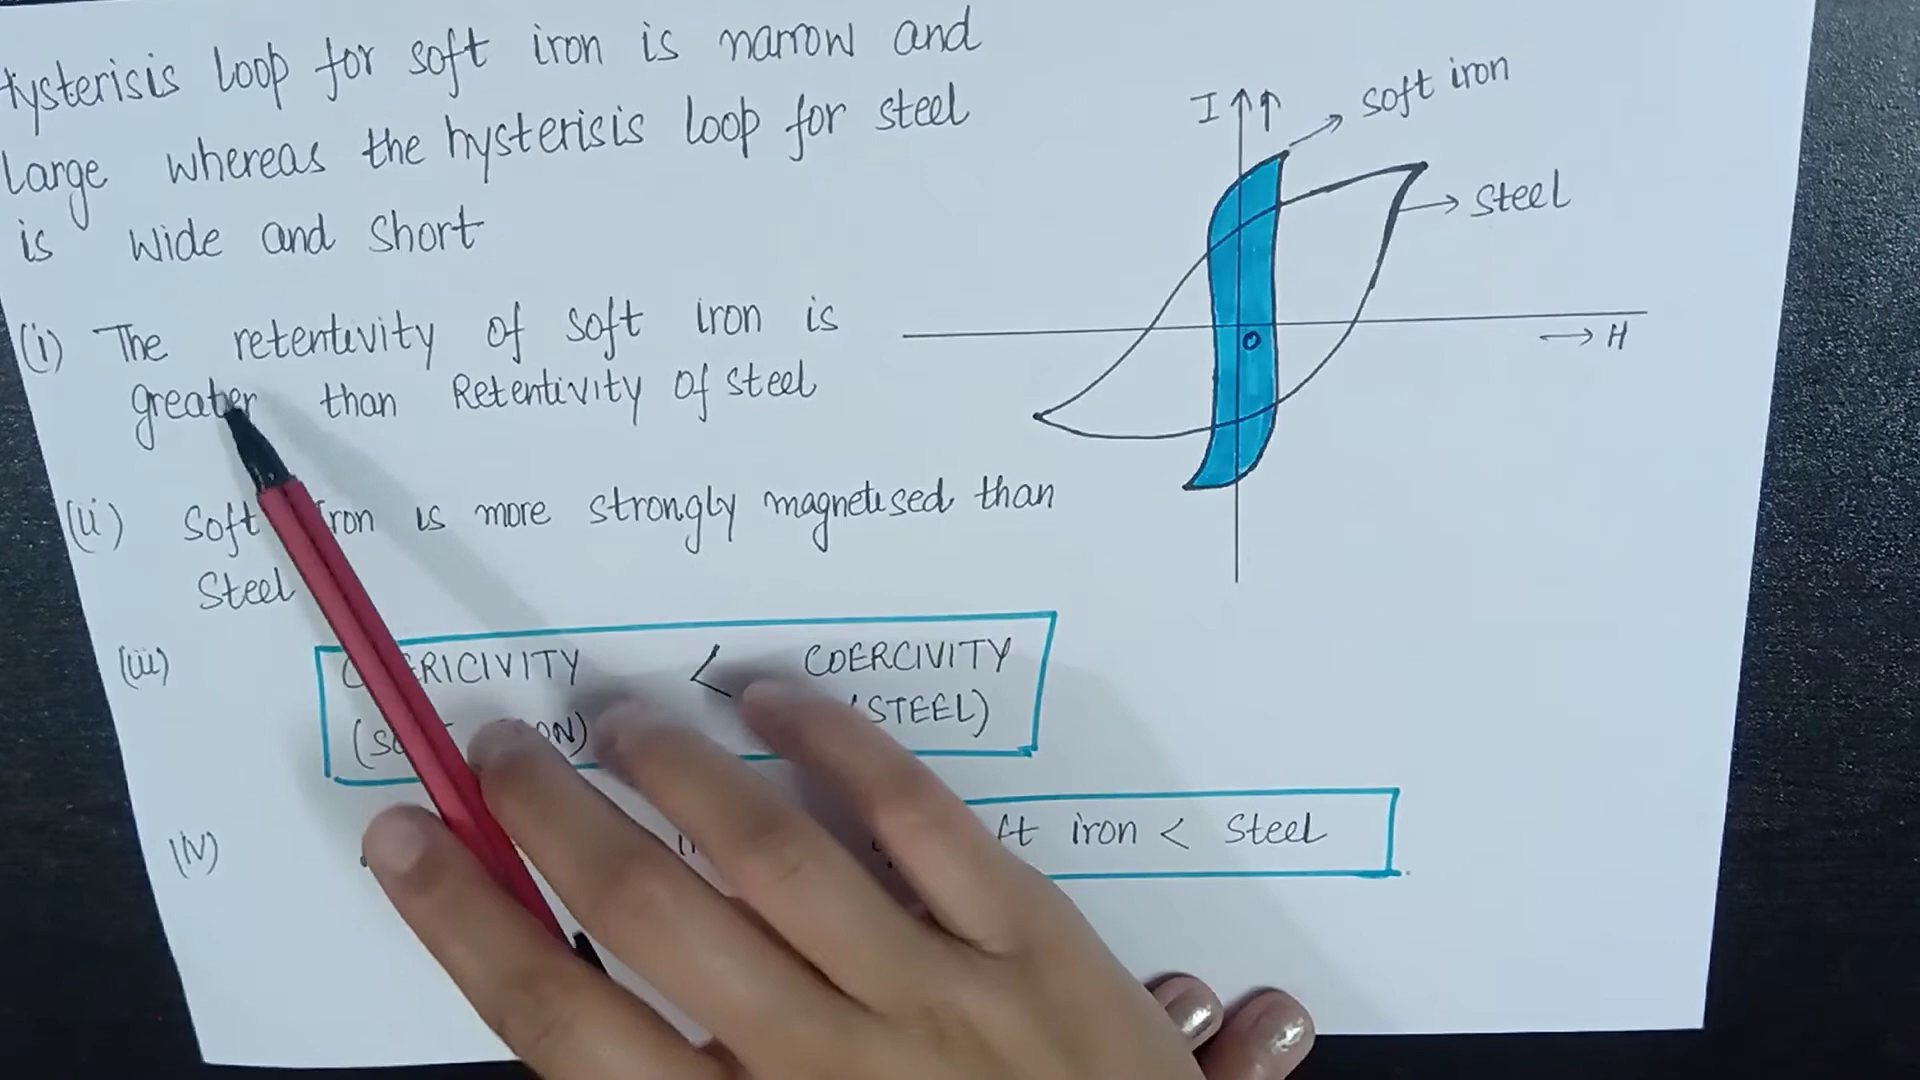 Hysterisis loop for soft iron is narrow and
large whereas the hysterisis loop for steel
is wide and short
(i) The retentivity of soft iron is
greater than Retentivity of steel
(ii) Soft Iron is more strongly magnetised than
Steel
(iii) < COERCIVITY
(STEEL)
(iv) iron < Steel
I
soft iron
Steel
O
H